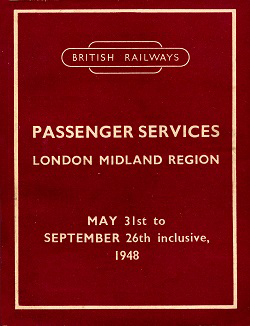 BRITISH RAILWAYS
PASSENGER SERVICES
LONDON MIDLAND REGION
MAY 31st to
SEPTEMBER 26th inclusive,
1948